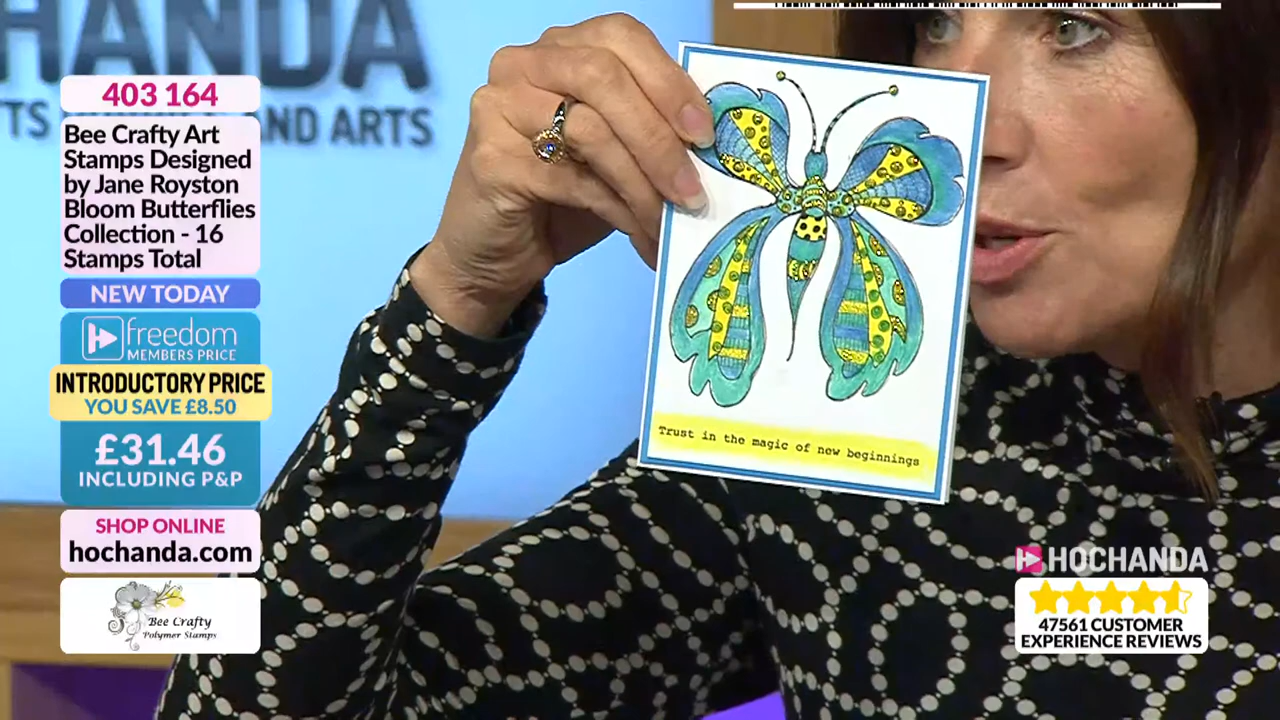 HANDA
TS
AND ARTS
403 164
Bee Crafty Art
Stamps Designed
by Jane Royston
Bloom Butterflies
Collection - 16
Stamps Total
NEW TODAY
freedom
MEMBERS PRICE
INTRODUCTORY PRICE
YOU SAVE £8.50
£31.46
INCLUDING P&P
SHOP ONLINE
hochanda.com
Bee Crafty
Polymer Stamps
Trust in the magic of new beginnings
HOCHANDA
47561 CUSTOMER
EXPERIENCE REVIEWS